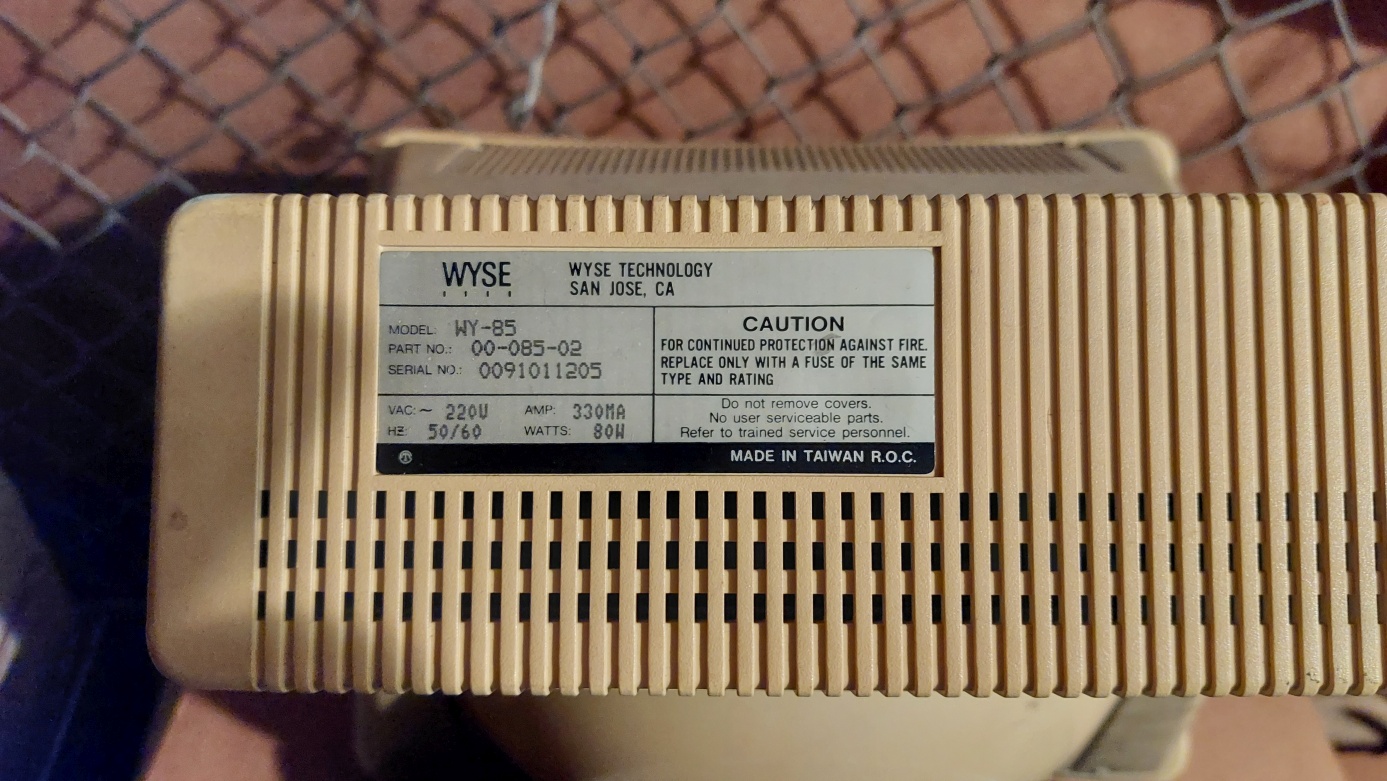 WYSE
WYSE TECHNOLOGY
SAN JOSE, CA
MODEL: WY-85
PART NO.: 00-085-02
SERIAL NO.: 0091011205
CAUTION
FOR CONTINUED PROTECTION AGAINST FIRE.
REPLACE ONLY WITH A FUSE OF THE SAME
TYPE AND RATING
VAC: ~ 220V AMP: 330MA
HZ: 50/60 WATTS: 80W
Do not remove covers.
No user serviceable parts.
Refer to trained service personnel.
MADE IN TAIWAN R.O.C.